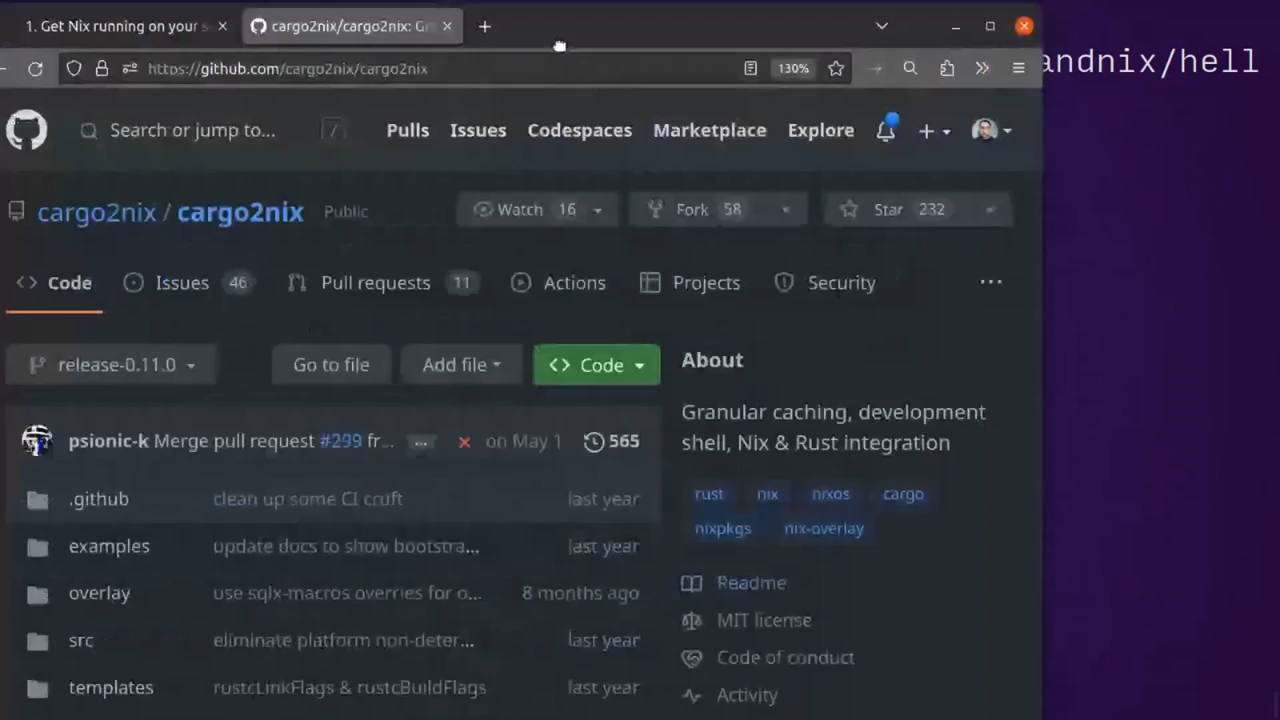 1. Get Nix running on your s
cargo2nix/cargo2nix: Gr
andnix/hell
https://github.com/cargo2nix/cargo2nix
130%
Search or jump to...
/
Pulls
Issues
Codespaces
Marketplace
Explore
cargo2nix / cargo2nix
Public
Watch 16
Fork 58
Star 232
Code
Issues 46
Pull requests 11
Actions
Projects
Security
release-0.11.0
Go to file
Add file
Code
About
Granular caching, development
shell, Nix & Rust integration
psionic-k Merge pull request #299 fr... ... on May 1 565
rust nix nixos cargo
nixpkgs nix-overlay
.github clean up some CI cruft last year
examples update docs to show bootstra... last year
overlay use sqlx-macros overries for o... 8 months ago
src eliminate platform non-deter... last year
templates rustcLinkFlags & rustcBuildFlags last year
Readme
MIT license
Code of conduct
Activity